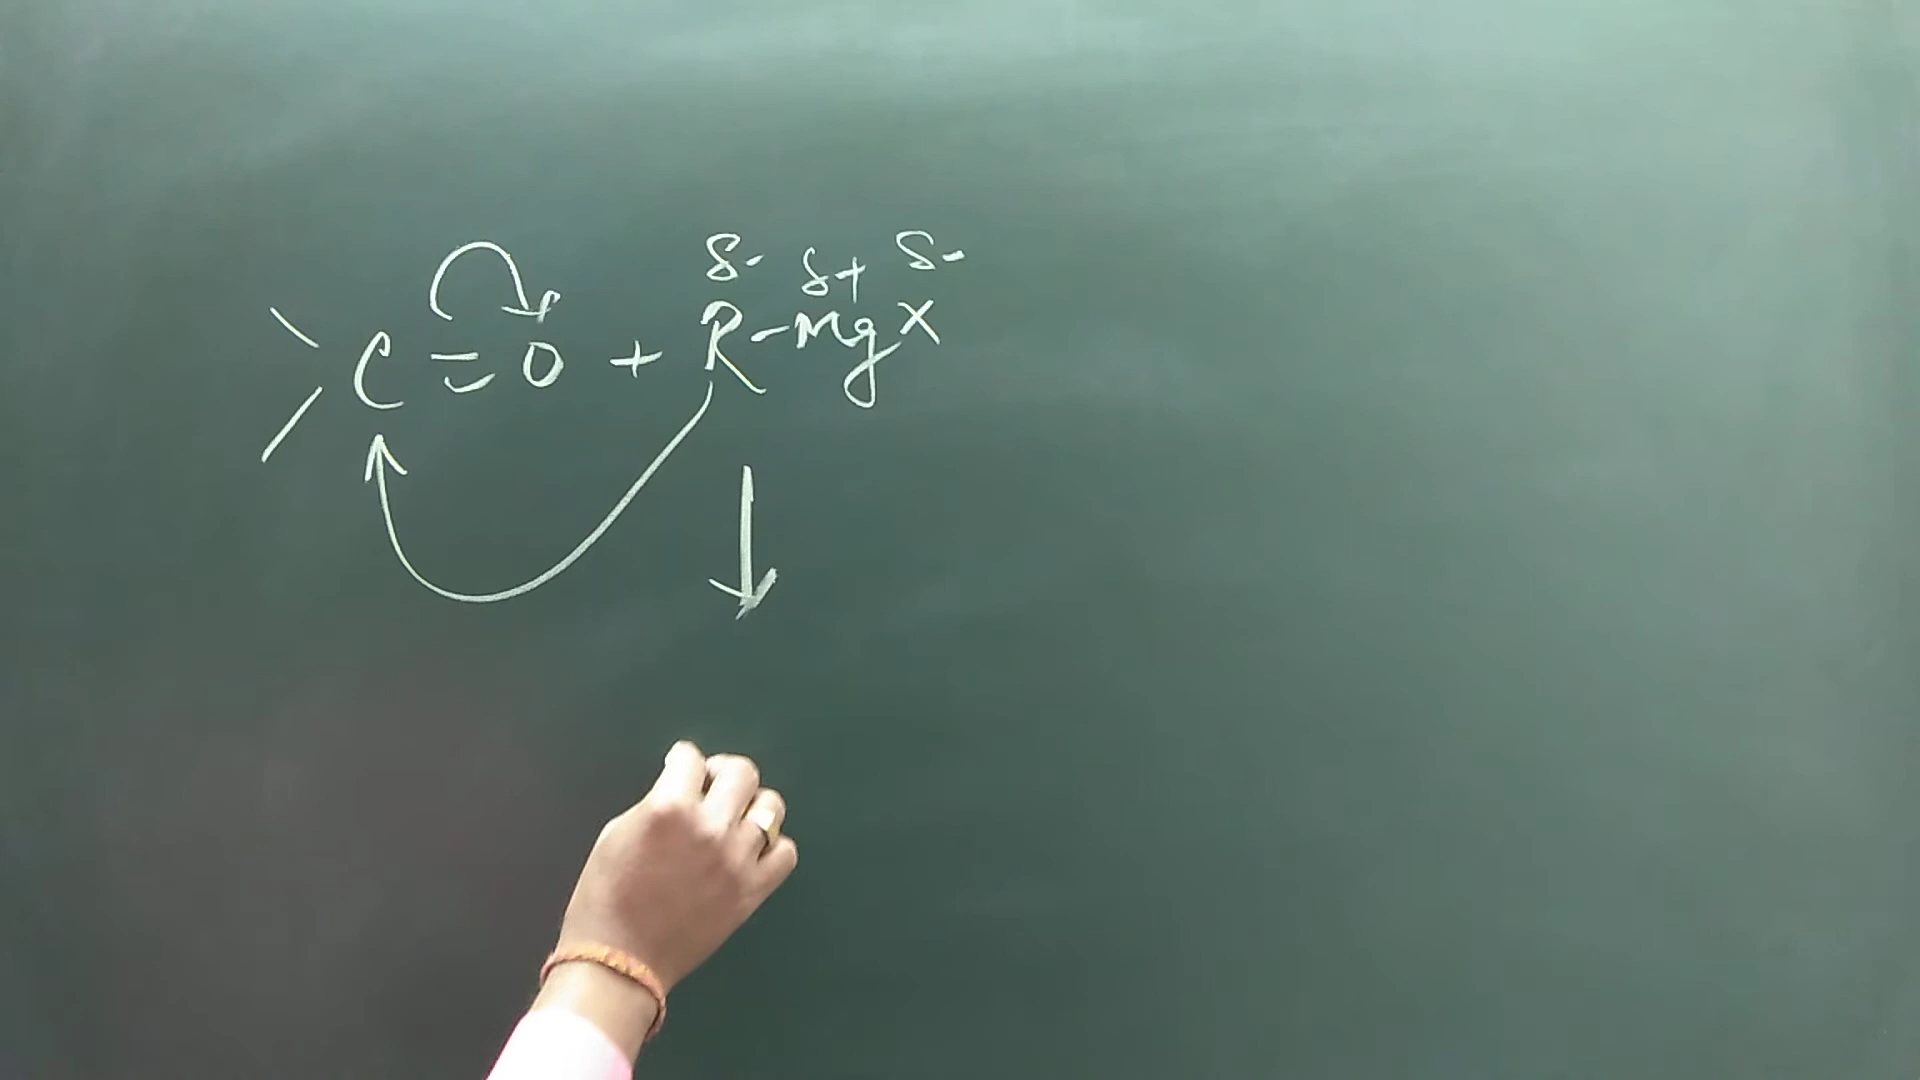 δ- δ+ δ-
C=O + R-MgX